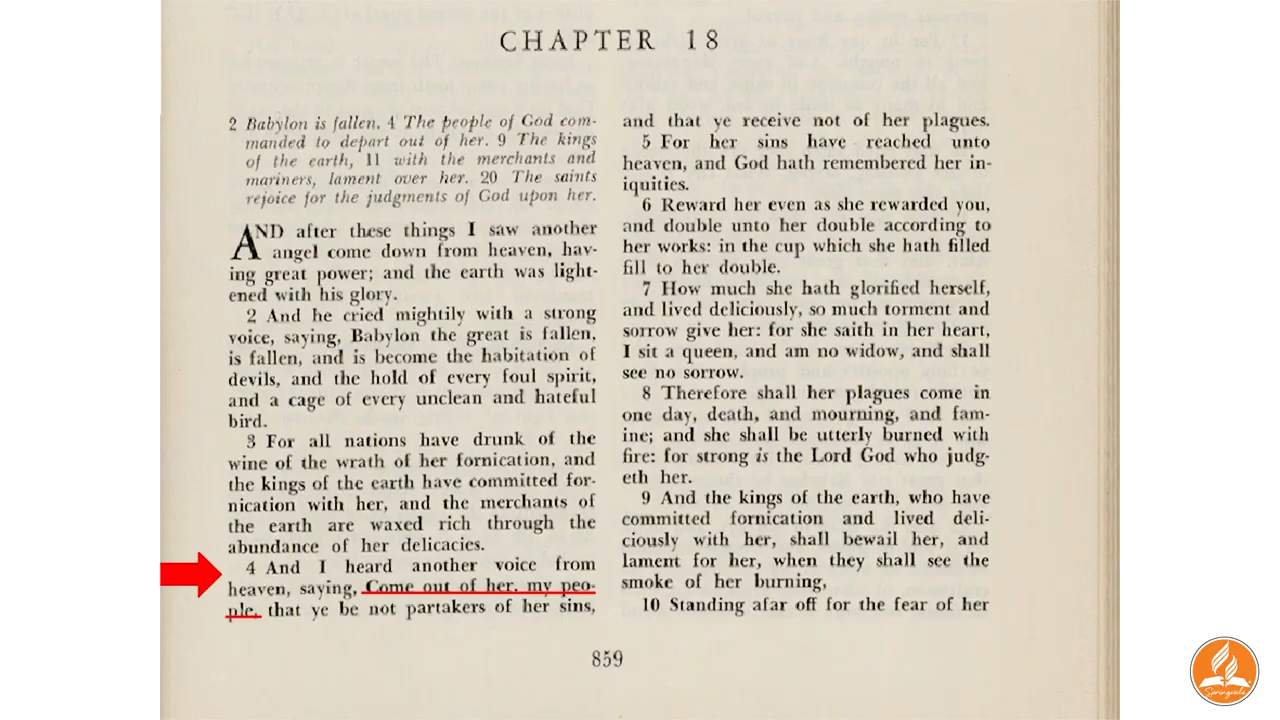 CHAPTER 18
2 Babylon is fallen. 4 The people of God com-
manded to depart out of her. 9 The kings
of the earth, 11 with the merchants and
mariners, lament over her. 20 The saints
rejoice for the judgments of God upon her.
AND after these things I saw another
angel come down from heaven, hav-
ing great power; and the earth was light-
ened with his glory.
2 And he cried mightily with a strong
voice, saying, Babylon the great is fallen,
is fallen, and is become the habitation of
devils, and the hold of every foul spirit,
and a cage of every unclean and hateful
bird.
3 For all nations have drunk of the
wine of the wrath of her fornication, and
the kings of the earth have committed for-
nication with her, and the merchants of
the earth are waxed rich through the
abundance of her delicacies.
4 And I heard another voice from
heaven, saying, Come out of her, my peo-
ple, that ye be not partakers of her sins,
and that ye receive not of her plagues.
5 For her sins have reached unto
heaven, and God hath remembered her in-
iquities.
6 Reward her even as she rewarded you,
and double unto her double according to
her works: in the cup which she hath filled
fill to her double.
7 How much she hath glorified herself,
and lived deliciously, so much torment and
sorrow give her: for she saith in her heart,
I sit a queen, and am no widow, and shall
see no sorrow.
8 Therefore shall her plagues come in
one day, death, and mourning, and fam-
ine; and she shall be utterly burned with
fire: for strong is the Lord God who judg-
eth her.
9 And the kings of the earth, who have
committed fornication and lived deli-
ciously with her, shall bewail her, and
lament for her, when they shall see the
smoke of her burning,
10 Standing afar off for the fear of her
859
Springvale